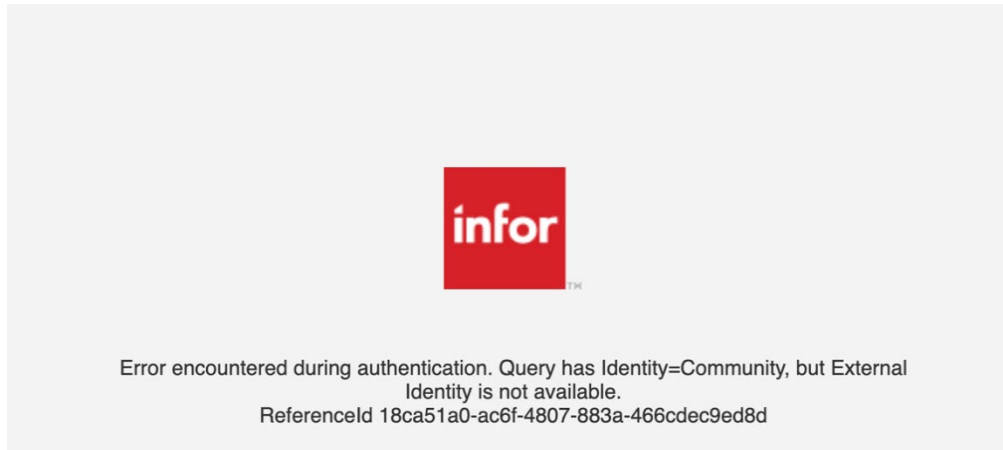 infor
TM
Error encountered during authentication. Query has Identity=Community, but External
Identity is not available.
ReferenceId 18ca51a0-ac6f-4807-883a-466cdec9ed8d